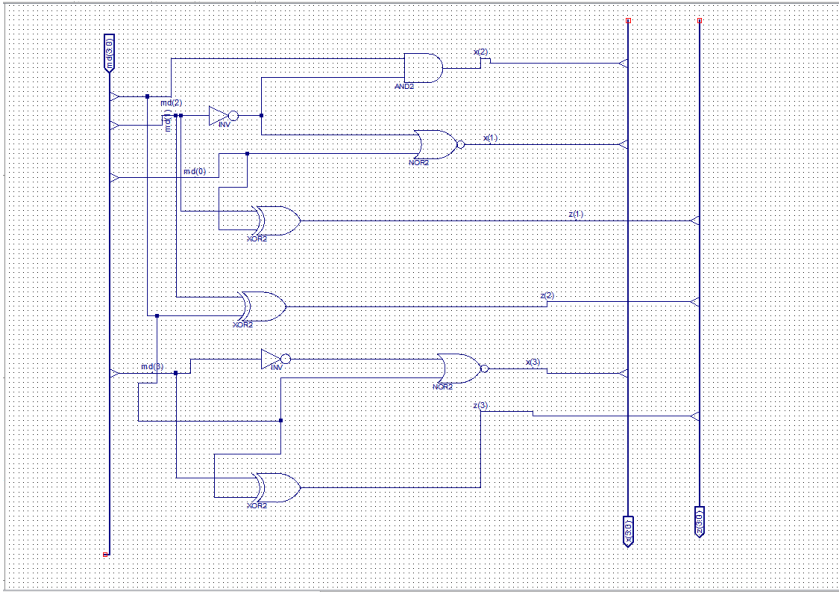 md(3:0)
x(2)
AND2
md(2)
md(1)
INV
x(1)
NOR2
md(0)
z(1)
XOR2
z(2)
XOR2
md(3)
INV
x(3)
NOR2
z(3)
XOR2
x(3:0)
z(3:0)